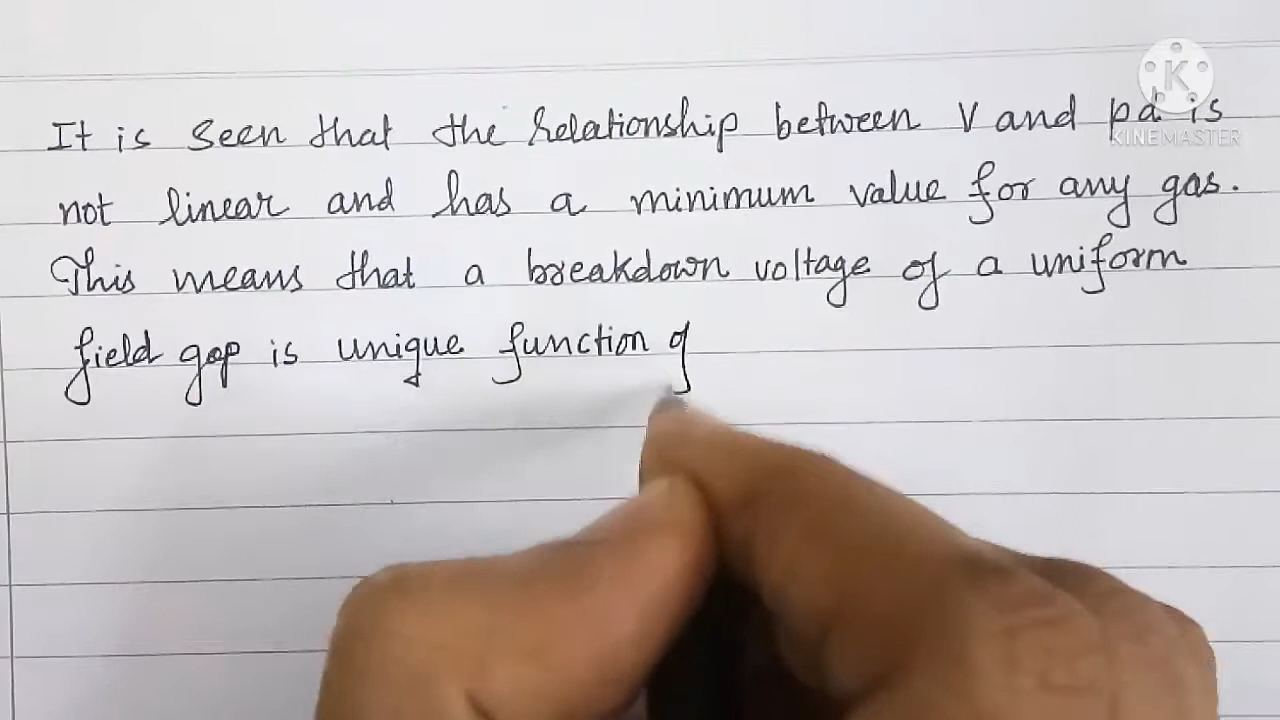 It is seen that the relationship between V and pd is
not linear and has a minimum value for any gas.
This means that a breakdown voltage of a uniform
field gap is unique function of
K
KINEMASTER